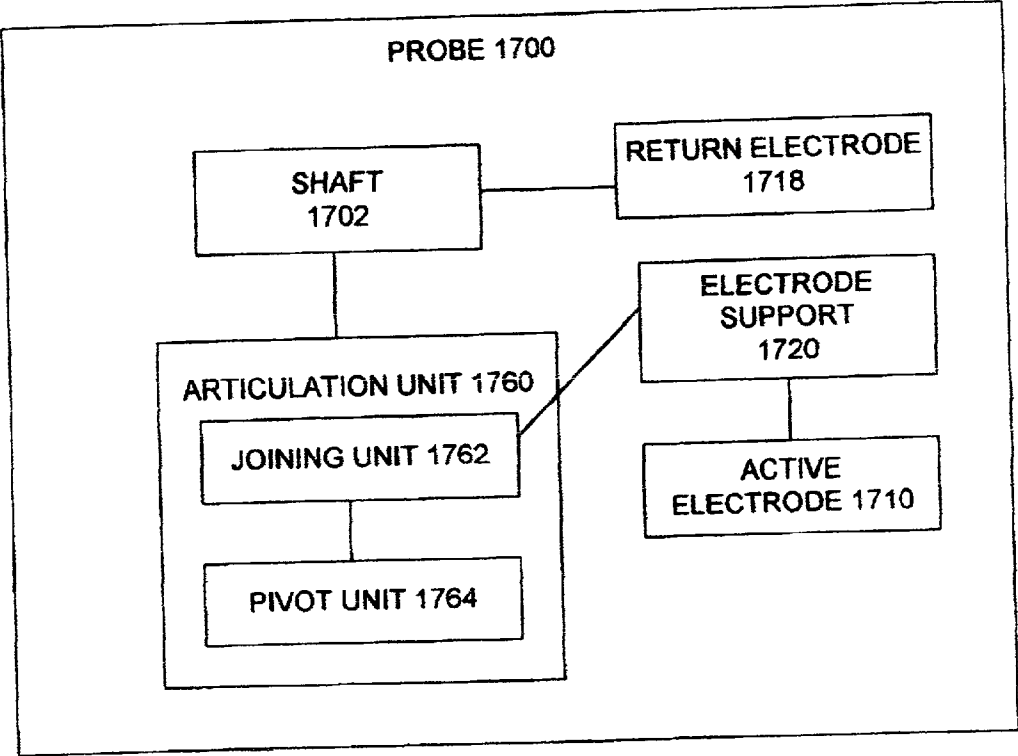 PROBE 1700
SHAFT
1702
RETURN ELECTRODE
1718
ELECTRODE
SUPPORT
1720
ARTICULATION UNIT 1760
JOINING UNIT 1762
ACTIVE
ELECTRODE 1710
PIVOT UNIT 1764